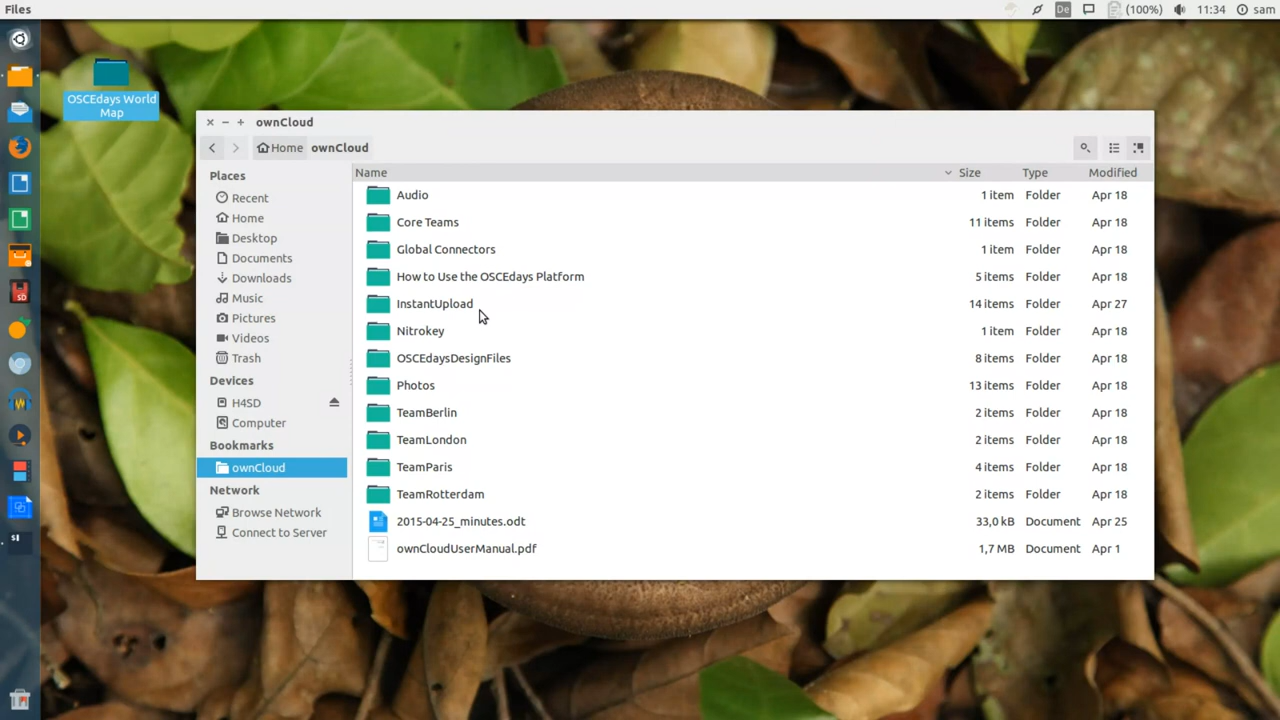 Files
De
(100%)
11:34
sam
OSCEdays World
Map
ownCloud
Home ownCloud
Places
Recent
Home
Desktop
Documents
Downloads
Music
Pictures
Videos
Trash
Devices
H4SD
Computer
Bookmarks
ownCloud
Network
Browse Network
Connect to Server
Name Size Type Modified
Audio 1 item Folder Apr 18
Core Teams 11 items Folder Apr 18
Global Connectors 1 item Folder Apr 18
How to Use the OSCEdays Platform 5 items Folder Apr 18
InstantUpload 14 items Folder Apr 27
Nitrokey 1 item Folder Apr 18
OSCEdaysDesignFiles 8 items Folder Apr 18
Photos 13 items Folder Apr 18
TeamBerlin 2 items Folder Apr 18
TeamLondon 2 items Folder Apr 18
TeamParis 4 items Folder Apr 18
TeamRotterdam 2 items Folder Apr 18
2015-04-25_minutes.odt 33,0 kB Document Apr 25
ownCloudUserManual.pdf 1,7 MB Document Apr 1
SD